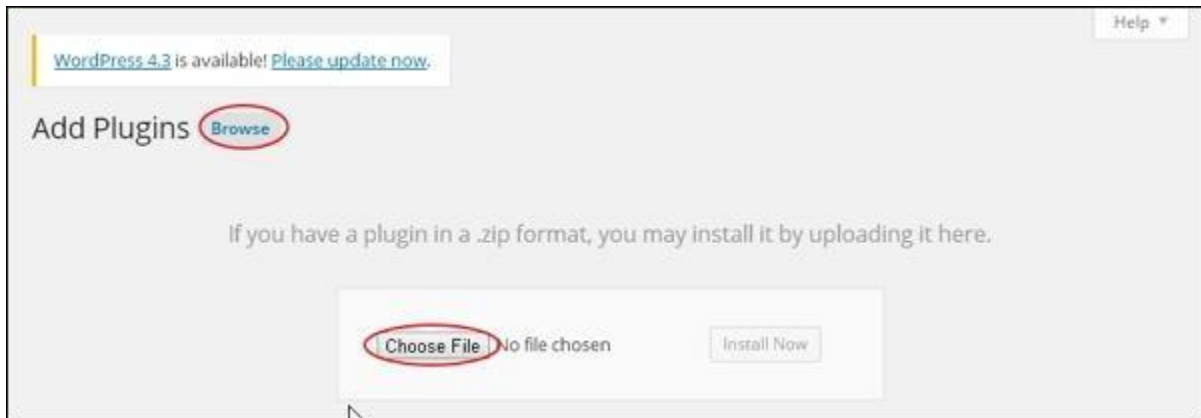 Help
WordPress 4.3 is available! Please update now.
Add Plugins Browse
If you have a plugin in a .zip format, you may install it by uploading it here.
Choose File No file chosen Install Now